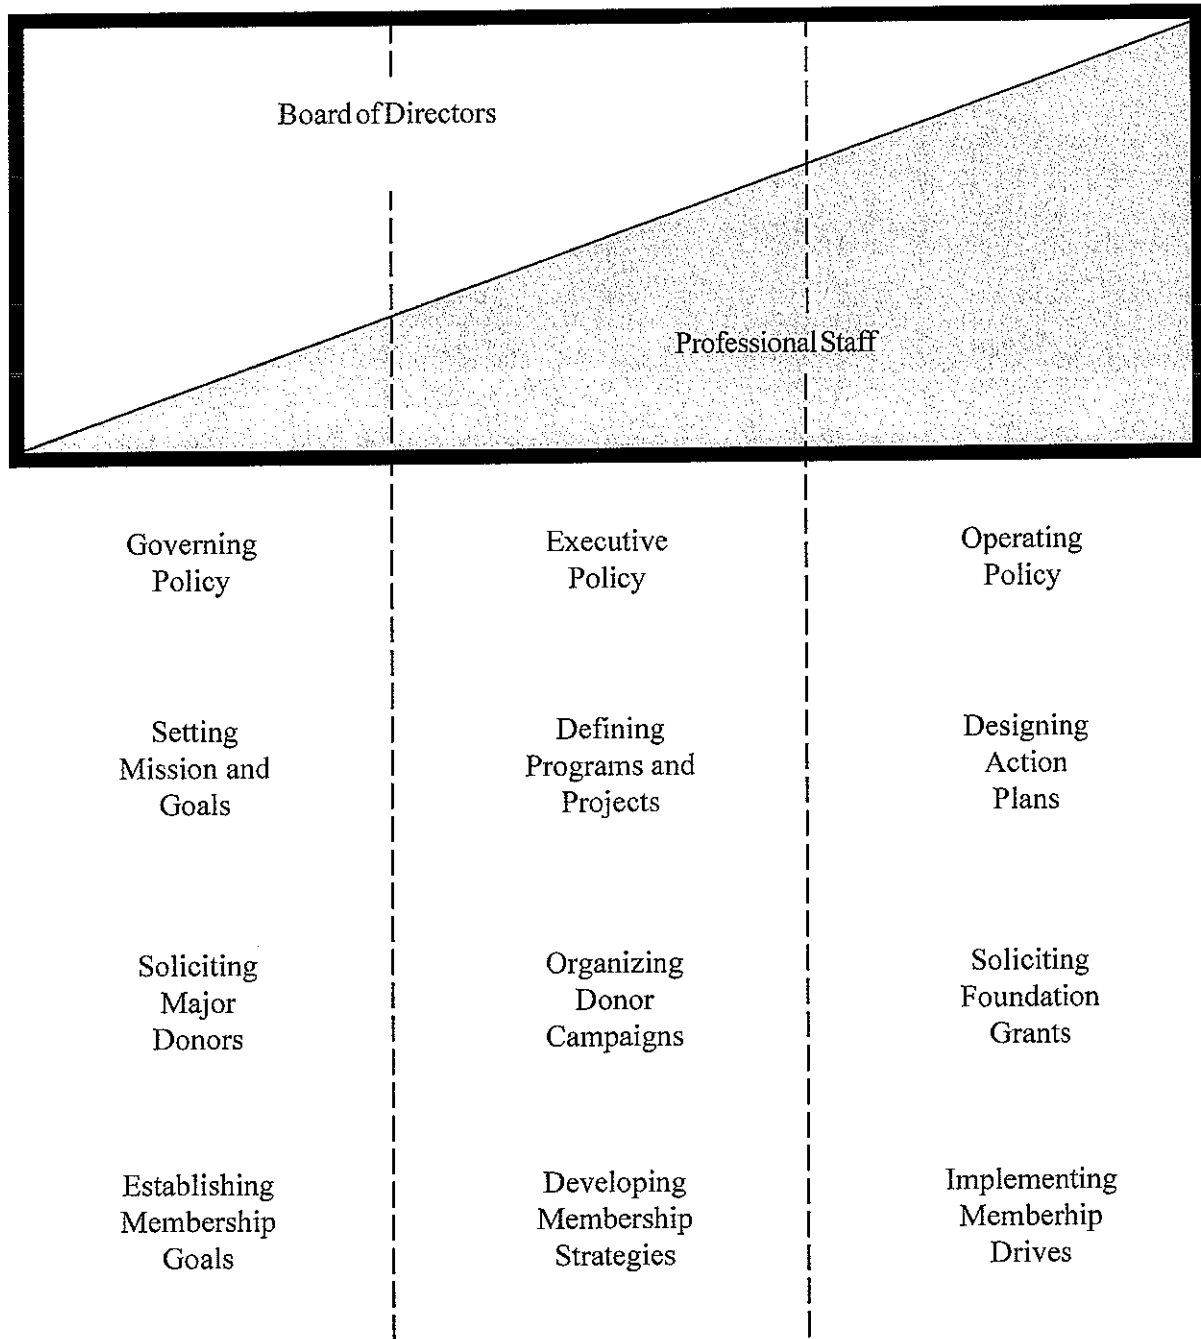 Board of Directors
Professional Staff
Governing
Policy
Executive
Policy
Operating
Policy
Setting
Mission and
Goals
Defining
Programs and
Projects
Designing
Action
Plans
Soliciting
Major
Donors
Organizing
Donor
Campaigns
Soliciting
Foundation
Grants
Establishing
Membership
Goals
Developing
Membership
Strategies
Implementing
Memberhip
Drives